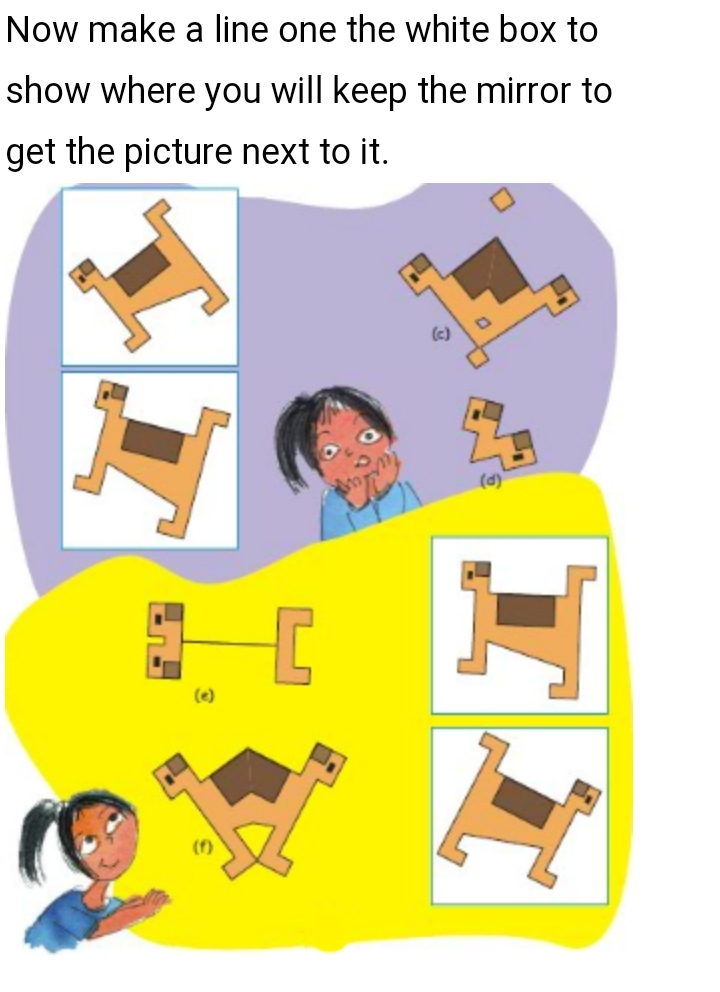 Now make a line one the white box to
show where you will keep the mirror to
get the picture next to it.
(c)
(d)
(e)
(f)